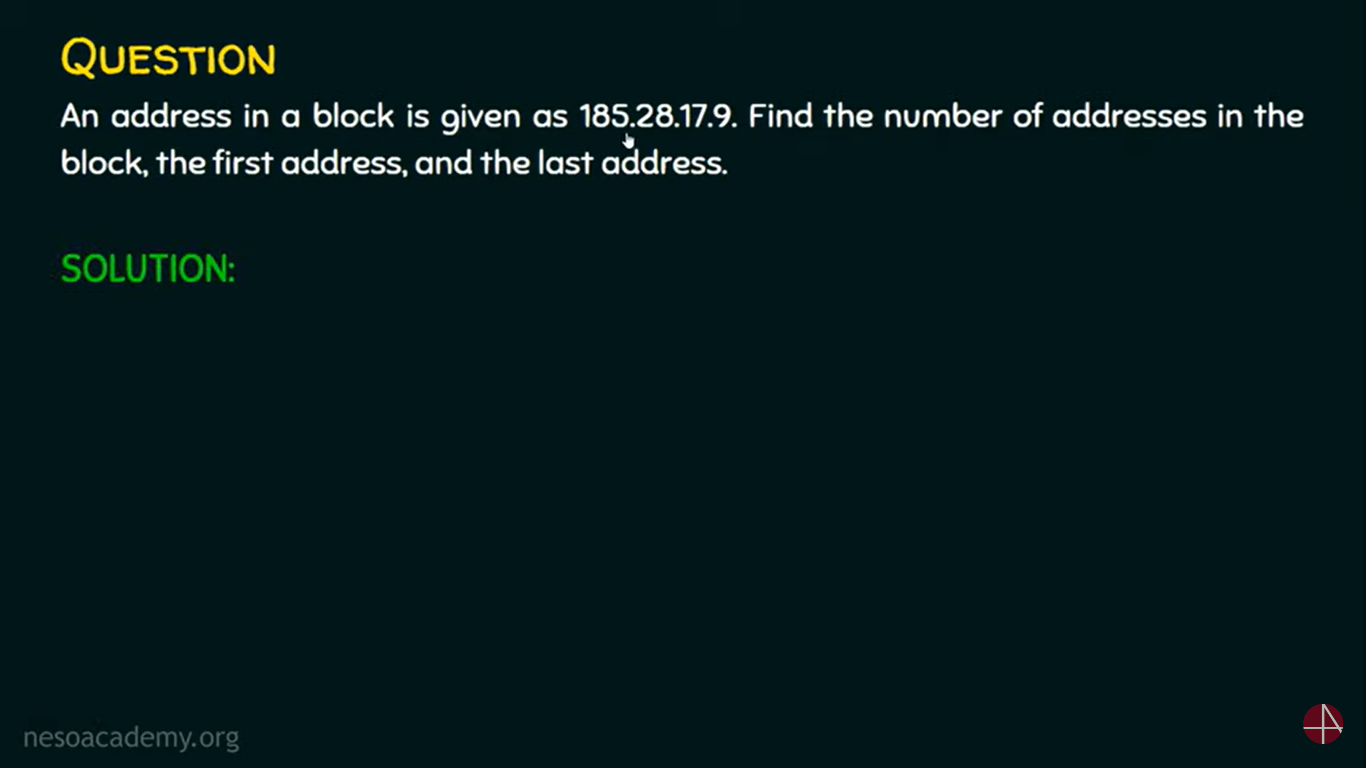 QUESTION
An address in a block is given as 185.28.17.9. Find the number of addresses in the
block, the first address, and the last address.
SOLUTION:
nesoacademy.org